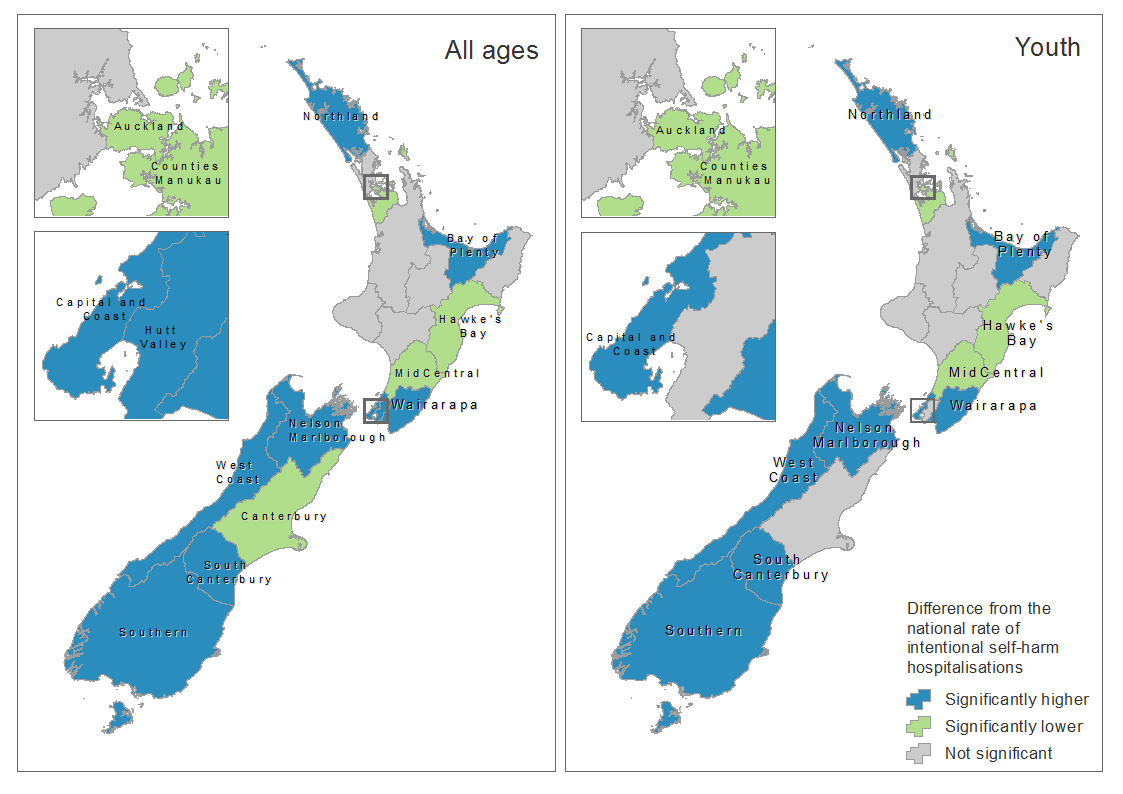 All ages
Auckland
Counties
Manukau
Northland
Bay of
Plenty
Capital and
Coast
Hutt
Valley
Hawke's
Bay
MidCentral
Wairarapa
Nelson
Marlborough
West
Coast
Canterbury
South
Canterbury
Southern
Youth
Auckland
Counties
Manukau
Northland
Bay of
Plenty
Capital and
Coast
Hawke's
Bay
MidCentral
Wairarapa
Nelson
Marlborough
West
Coast
South
Canterbury
Southern
Difference from the
national rate of
intentional self-harm
hospitalisations
Significantly higher
Significantly lower
Not significant